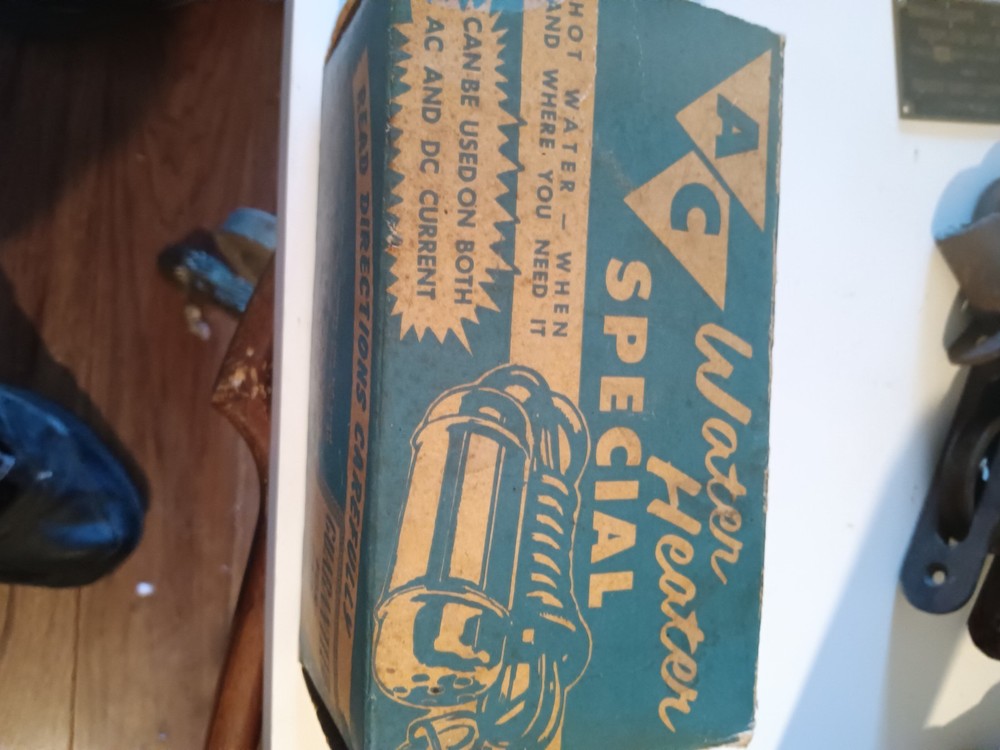 AC
Water
Heater
SPECIAL
HOT WATER — WHEN
AND WHERE YOU NEED IT
CAN BE USED ON BOTH
AC AND DC CURRENT
READ DIRECTIONS CAREFULLY